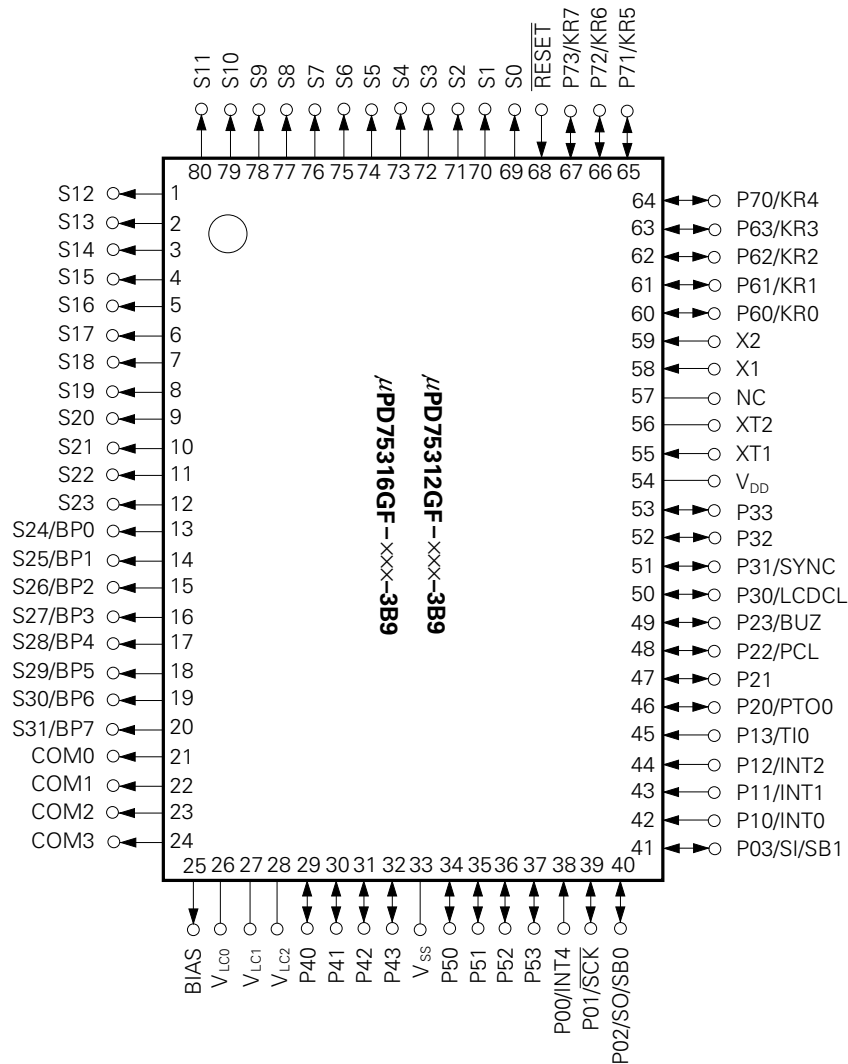 S11
S10
S9
S8
S7
S6
S5
S4
S3
S2
S1
S0
RESET
P73/KR7
P72/KR6
P71/KR5
80 79 78 77 76 75 74 73 72 71 70 69 68 67 66 65
S12 1
S13 2
S14 3
S15 4
S16 5
S17 6
S18 7
S19 8
S20 9
S21 10
S22 11
S23 12
S24/BP0 13
S25/BP1 14
S26/BP2 15
S27/BP3 16
S28/BP4 17
S29/BP5 18
S30/BP6 19
S31/BP7 20
COM0 21
COM1 22
COM2 23
COM3 24
μPD75312GF-×××-3B9
μPD75316GF-×××-3B9
64 P70/KR4
63 P63/KR3
62 P62/KR2
61 P61/KR1
60 P60/KR0
59 X2
58 X1
57 NC
56 XT2
55 XT1
54 VDD
53 P33
52 P32
51 P31/SYNC
50 P30/LCDCL
49 P23/BUZ
48 P22/PCL
47 P21
46 P20/PTO0
45 P13/TI0
44 P12/INT2
43 P11/INT1
42 P10/INT0
41 P03/SI/SB1
25 26 27 28 29 30 31 32 33 34 35 36 37 38 39 40
BIAS
VLC0
VLC1
VLC2
P40
P41
P42
P43
VSS
P50
P51
P52
P53
P00/INT4
P01/SCK
P02/SO/SB0